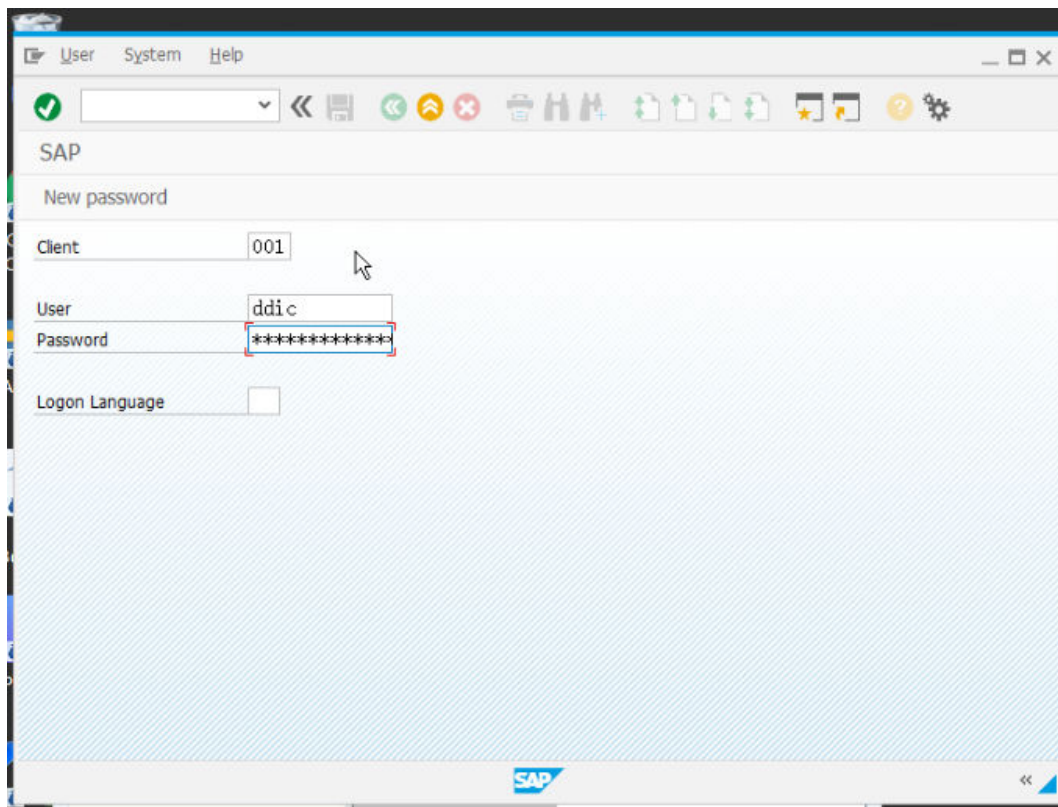 User System Help
SAP
New password
Client 001
User ddic
Password *************
Logon Language
SAP